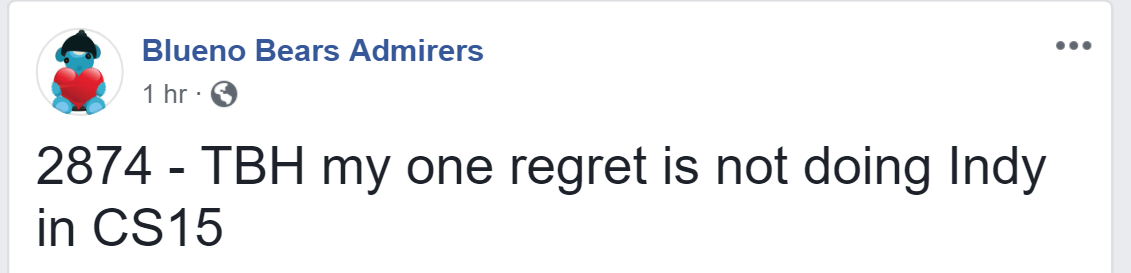 Blueno Bears Admirers
1 hr ·
2874 - TBH my one regret is not doing Indy
in CS15